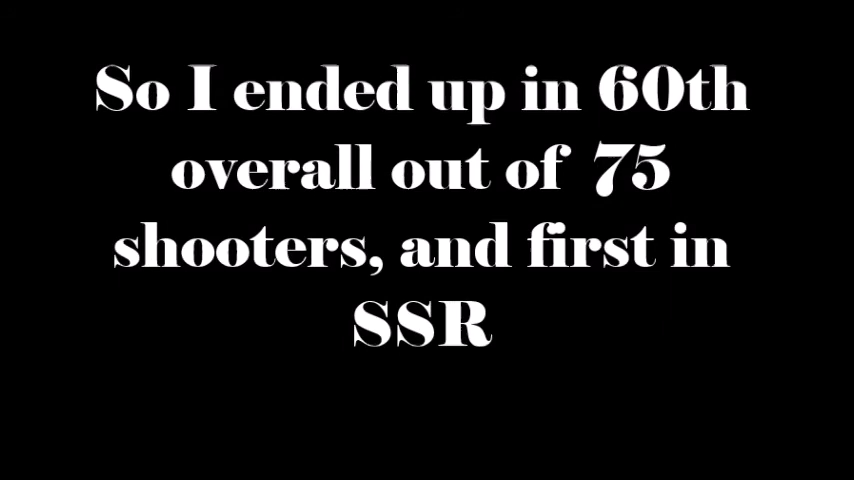 So I ended up in 60th
overall out of 75
shooters, and first in
SSR